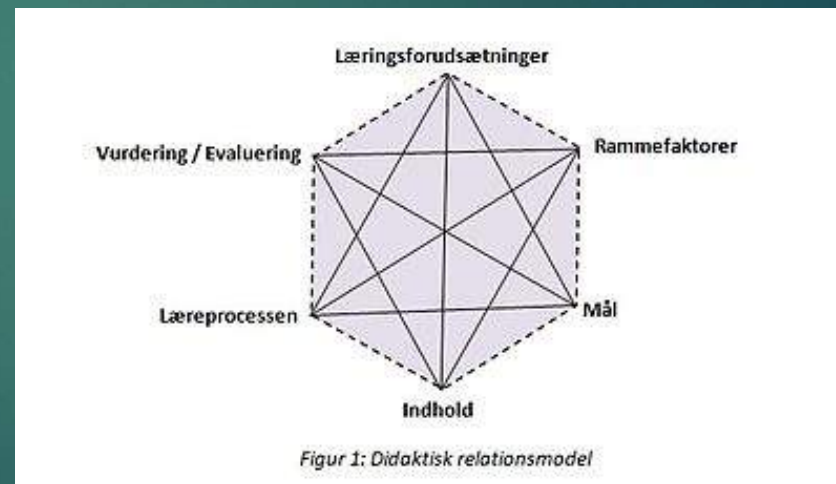 Læringsforudsætninger
Vurdering / Evaluering
Rammefaktorer
Læreprocessen
Mål
Indhold
Figur 1: Didaktisk relationsmodel